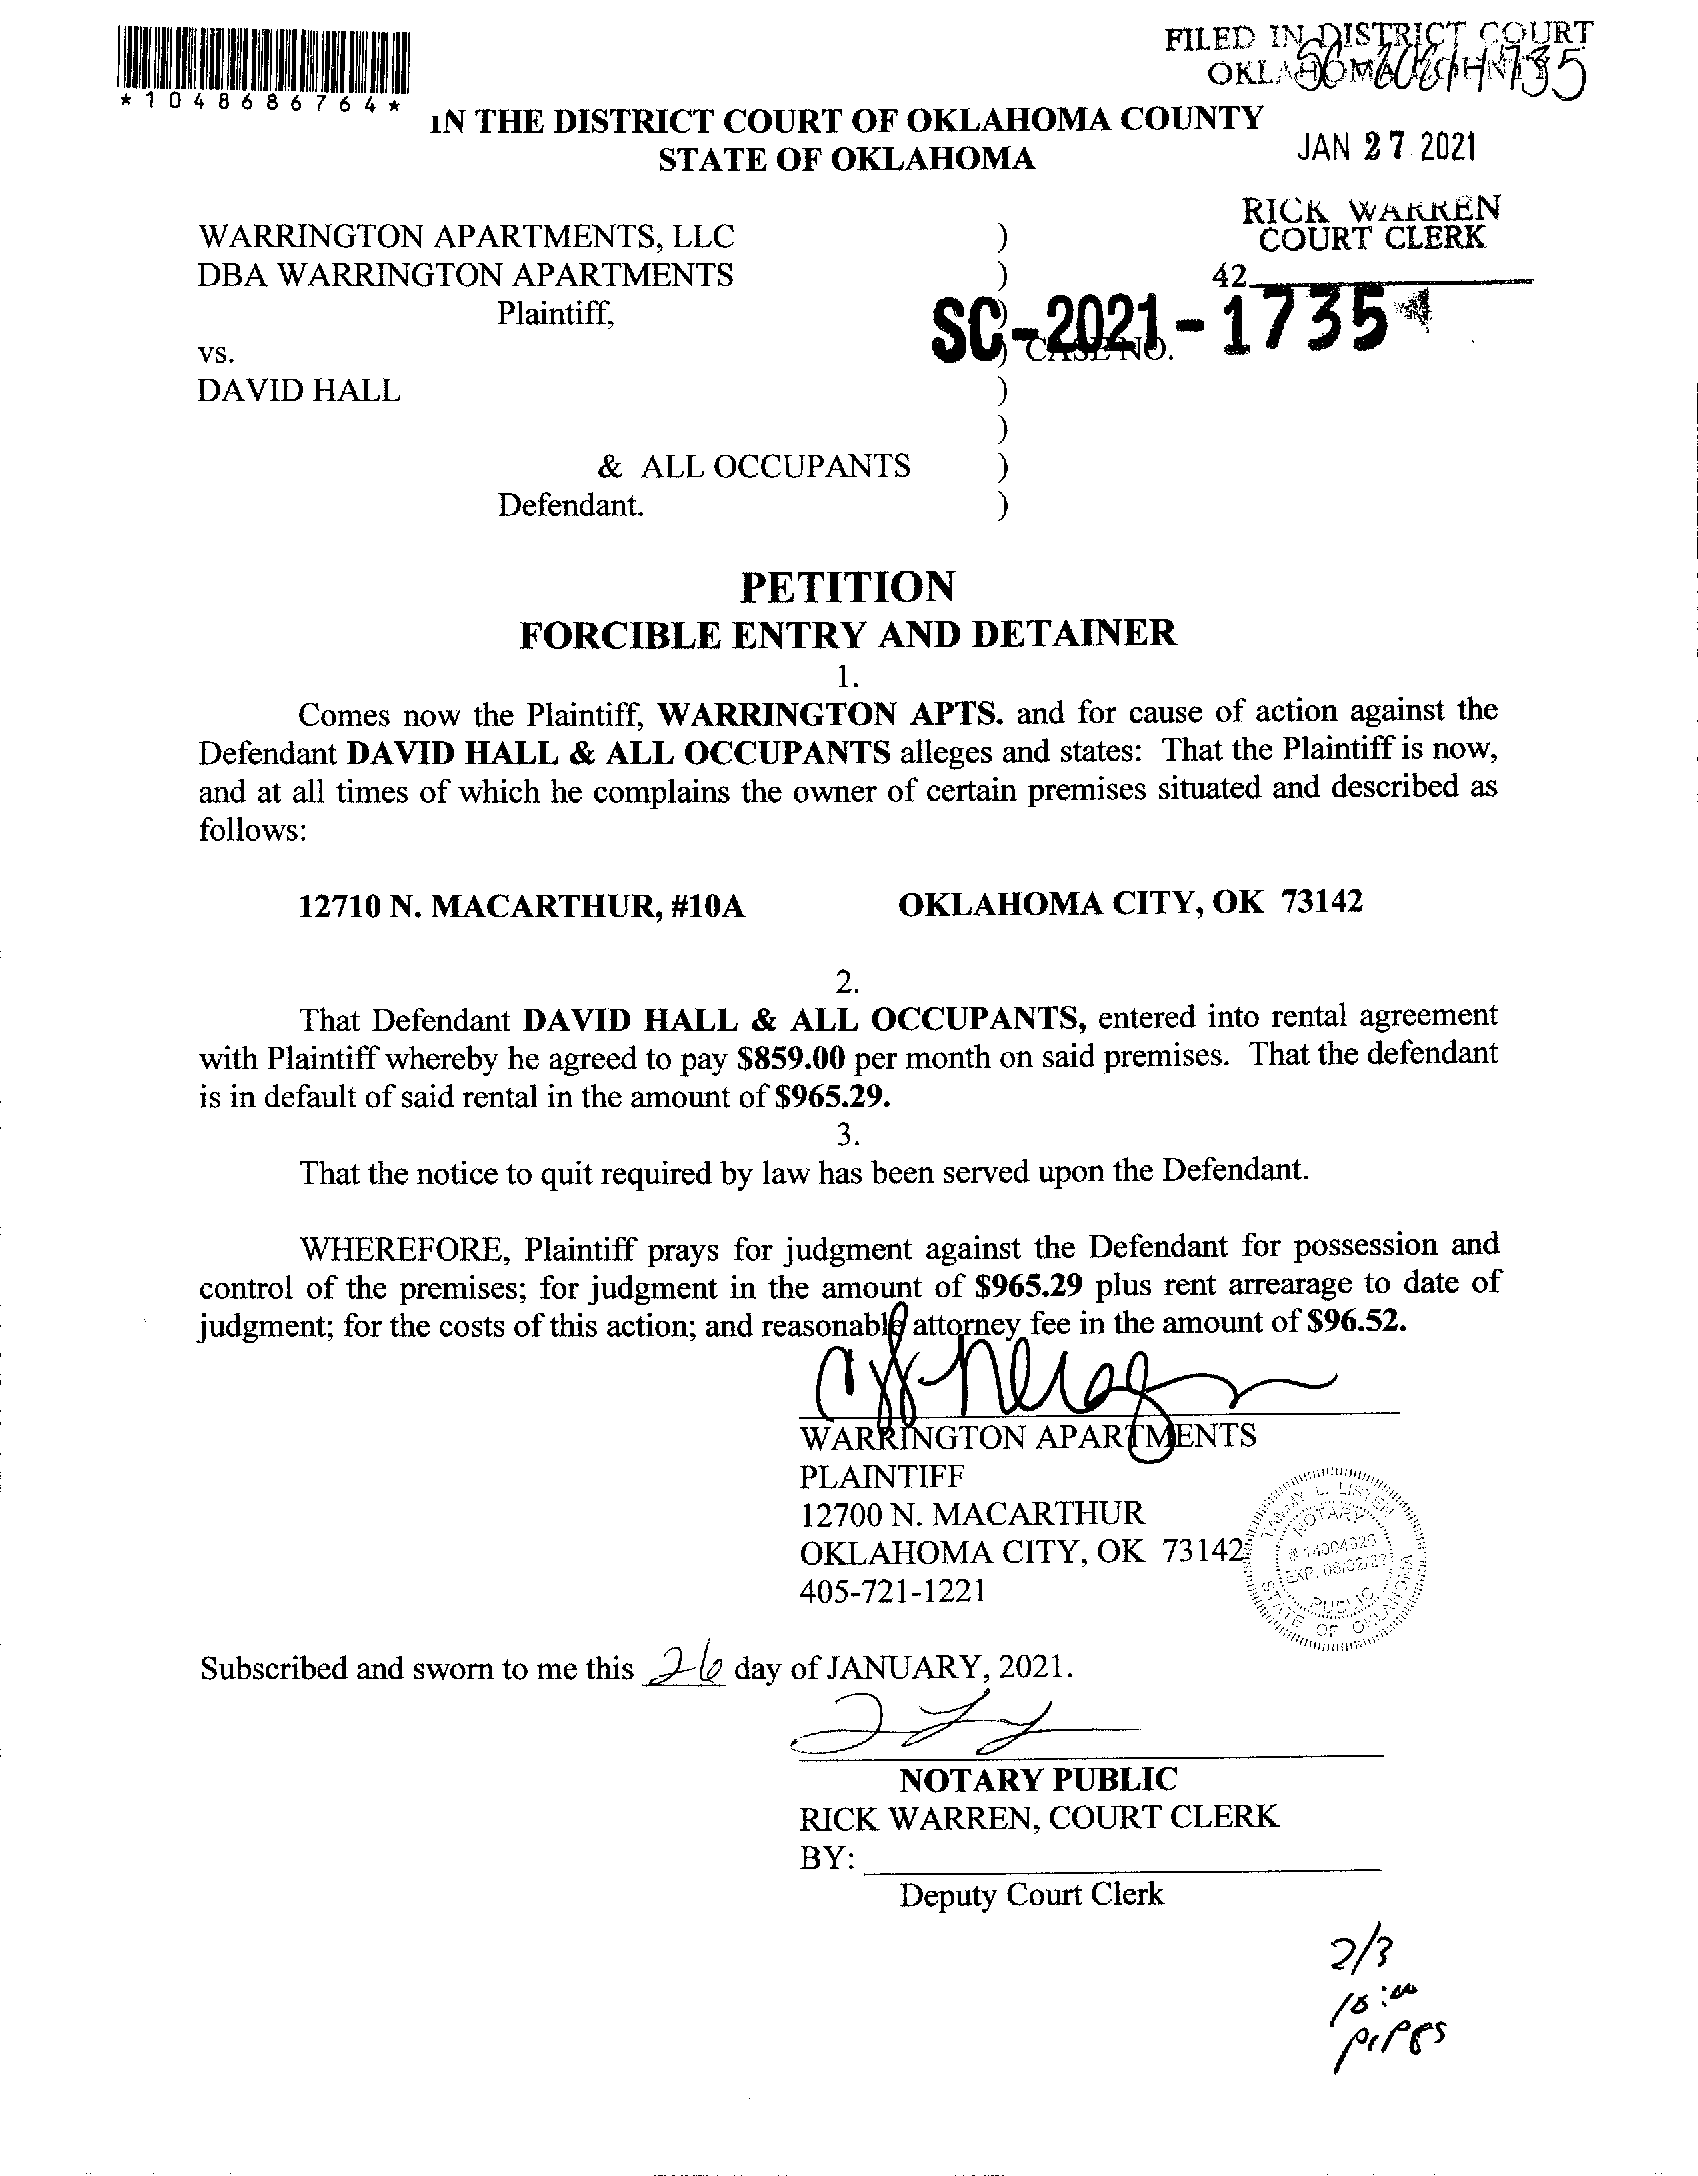 *1048686764*
FILED IN DISTRICT COURT
OKLAHOMA COUNTY
SC-2021-1735
IN THE DISTRICT COURT OF OKLAHOMA COUNTY
STATE OF OKLAHOMA
JAN 27 2021
RICK WARREN
COURT CLERK
42
WARRINGTON APARTMENTS, LLC )
DBA WARRINGTON APARTMENTS )
Plaintiff, )
SC-2021-1735
vs. ) CASE NO.
DAVID HALL )
)
& ALL OCCUPANTS )
Defendant. )
PETITION
FORCIBLE ENTRY AND DETAINER
1.
Comes now the Plaintiff, WARRINGTON APTS. and for cause of action against the
Defendant DAVID HALL & ALL OCCUPANTS alleges and states: That the Plaintiff is now,
and at all times of which he complains the owner of certain premises situated and described as
follows:
12710 N. MACARTHUR, #10A OKLAHOMA CITY, OK 73142
2.
That Defendant DAVID HALL & ALL OCCUPANTS, entered into rental agreement
with Plaintiff whereby he agreed to pay $859.00 per month on said premises. That the defendant
is in default of said rental in the amount of $965.29.
3.
That the notice to quit required by law has been served upon the Defendant.
WHEREFORE, Plaintiff prays for judgment against the Defendant for possession and
control of the premises; for judgment in the amount of $965.29 plus rent arrearage to date of
judgment; for the costs of this action; and reasonable attorney fee in the amount of $96.52.
WARRINGTON APARTMENTS
PLAINTIFF
12700 N. MACARTHUR
OKLAHOMA CITY, OK 73142
405-721-1221
TAMMY L. LISTEN
NOTARY
EXP. 
PUBLIC
STATE OF OKLAHOMA
Subscribed and sworn to me this 26 day of JANUARY, 2021.
NOTARY PUBLIC
RICK WARREN, COURT CLERK
BY:
Deputy Court Clerk
2/3
10:00